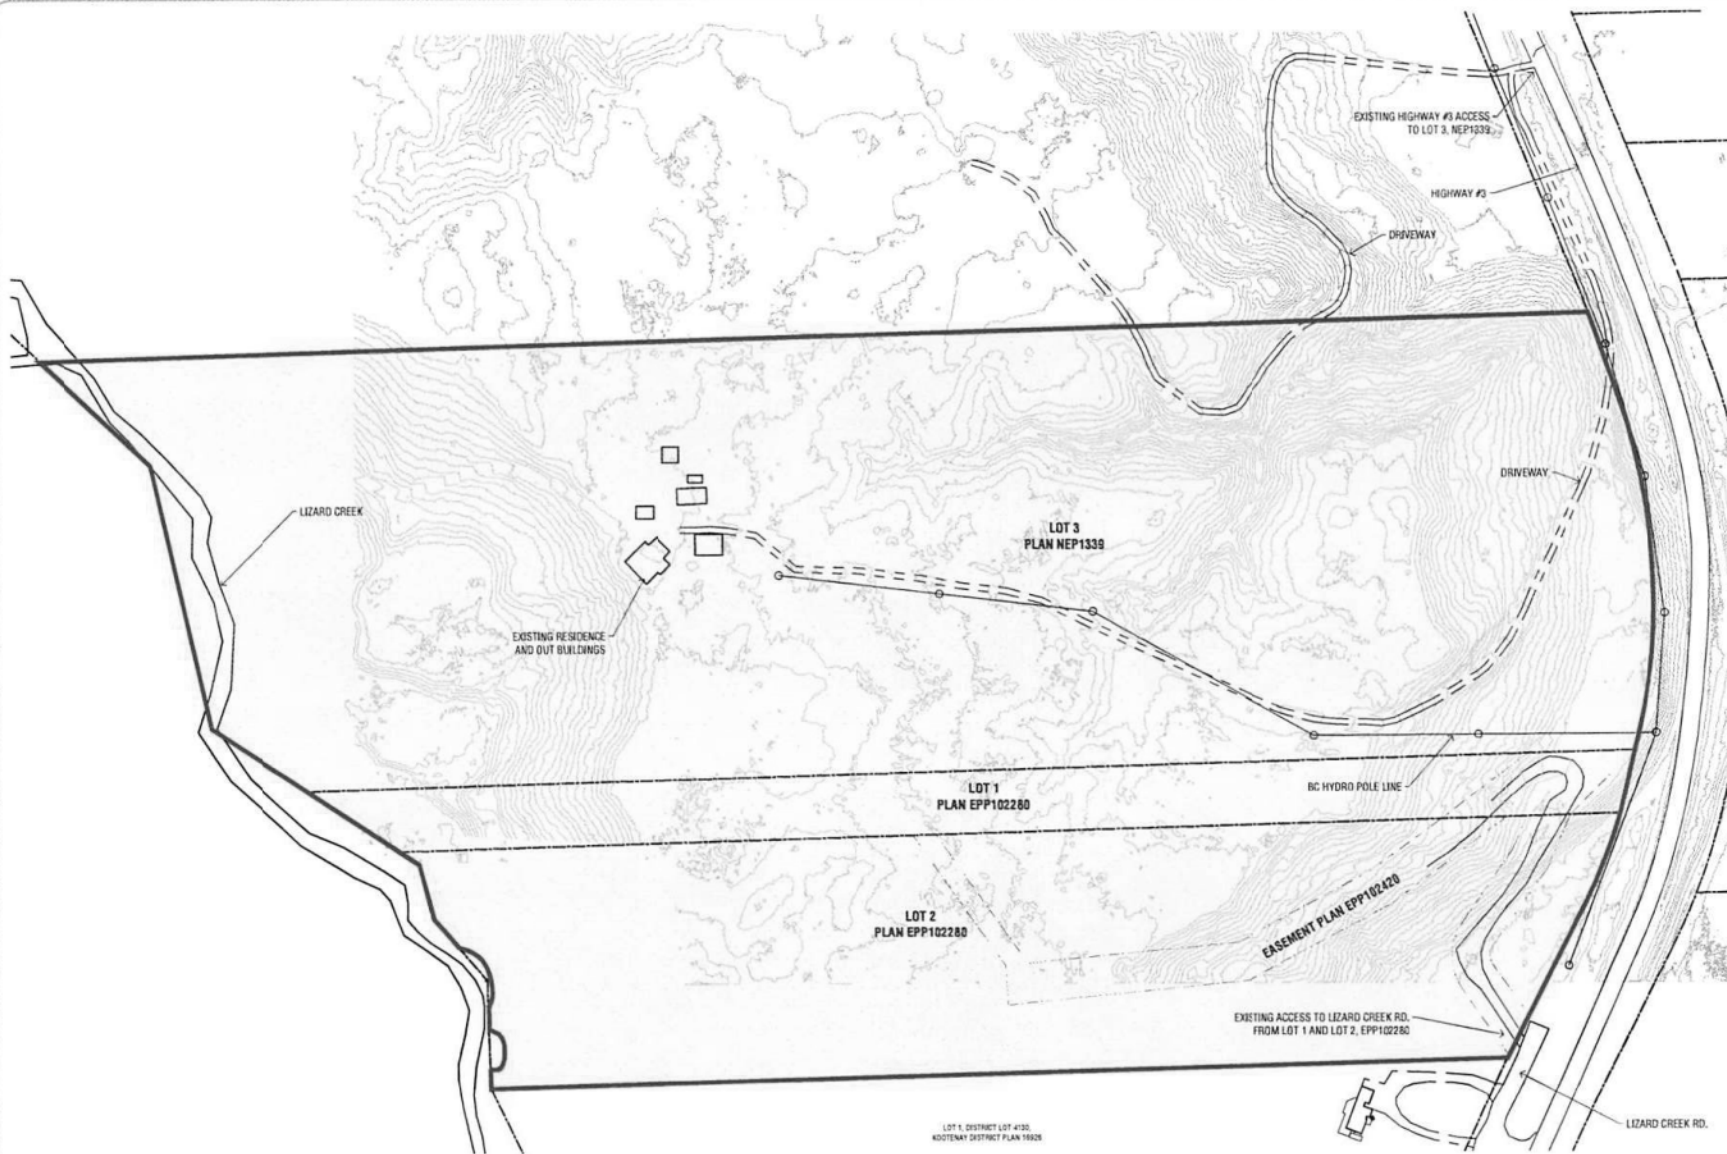 EXISTING HIGHWAY #3 ACCESS
TO LOT 3, NEP1339
HIGHWAY #3
DRIVEWAY
DRIVEWAY
LIZARD CREEK
LOT 3
PLAN NEP1339
EXISTING RESIDENCE
AND OUT BUILDINGS
LOT 1
PLAN EPP102280
BC HYDRO POLE LINE
LOT 2
PLAN EPP102280
EASEMENT PLAN EPP102420
EXISTING ACCESS TO LIZARD CREEK RD.
FROM LOT 1 AND LOT 2, EPP102280
LIZARD CREEK RD.
LOT 1, DISTRICT LOT 4130,
KOOTENAY DISTRICT PLAN 16926